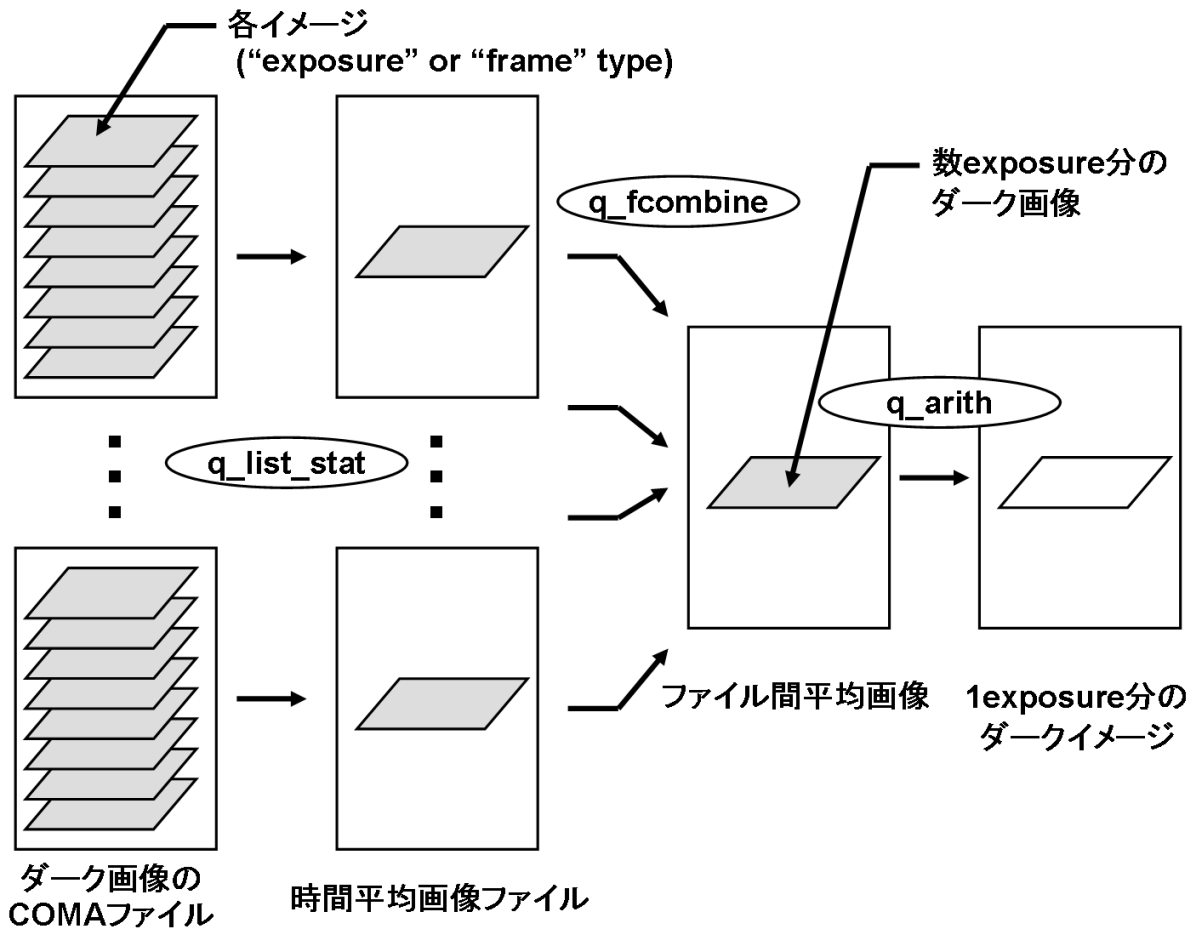 各イメージ
(“exposure” or “frame” type)
数exposure分の
ダーク画像
q_fcombine
q_arith
q_list_stat
ファイル間平均画像
1exposure分の
ダークイメージ
ダーク画像の
COMAファイル
時間平均画像ファイル